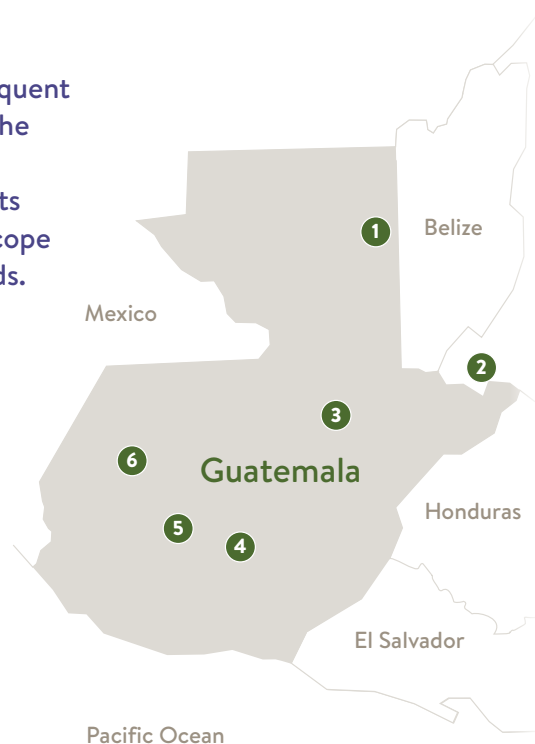 quent
he
ts
cope
ds.
1
Belize
Mexico
2
3
6
Guatemala
5
4
Honduras
El Salvador
Pacific Ocean